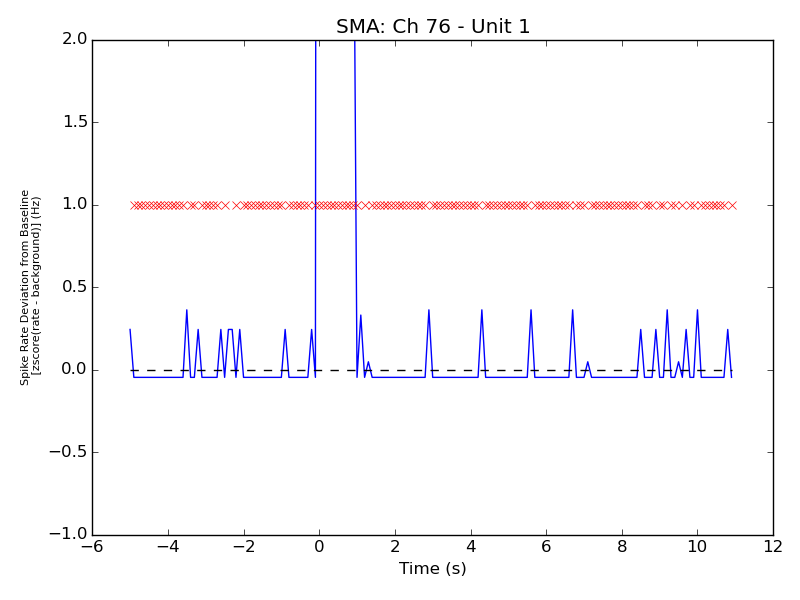 SMA: Ch 76 - Unit 1
2.0
1.5
1.0
0.5
0.0
−0.5
−1.0
Spike Rate Deviation from Baseline
[zscore(rate - background)] (Hz)
−6 −4 −2 0 2 4 6 8 10 12
Time (s)